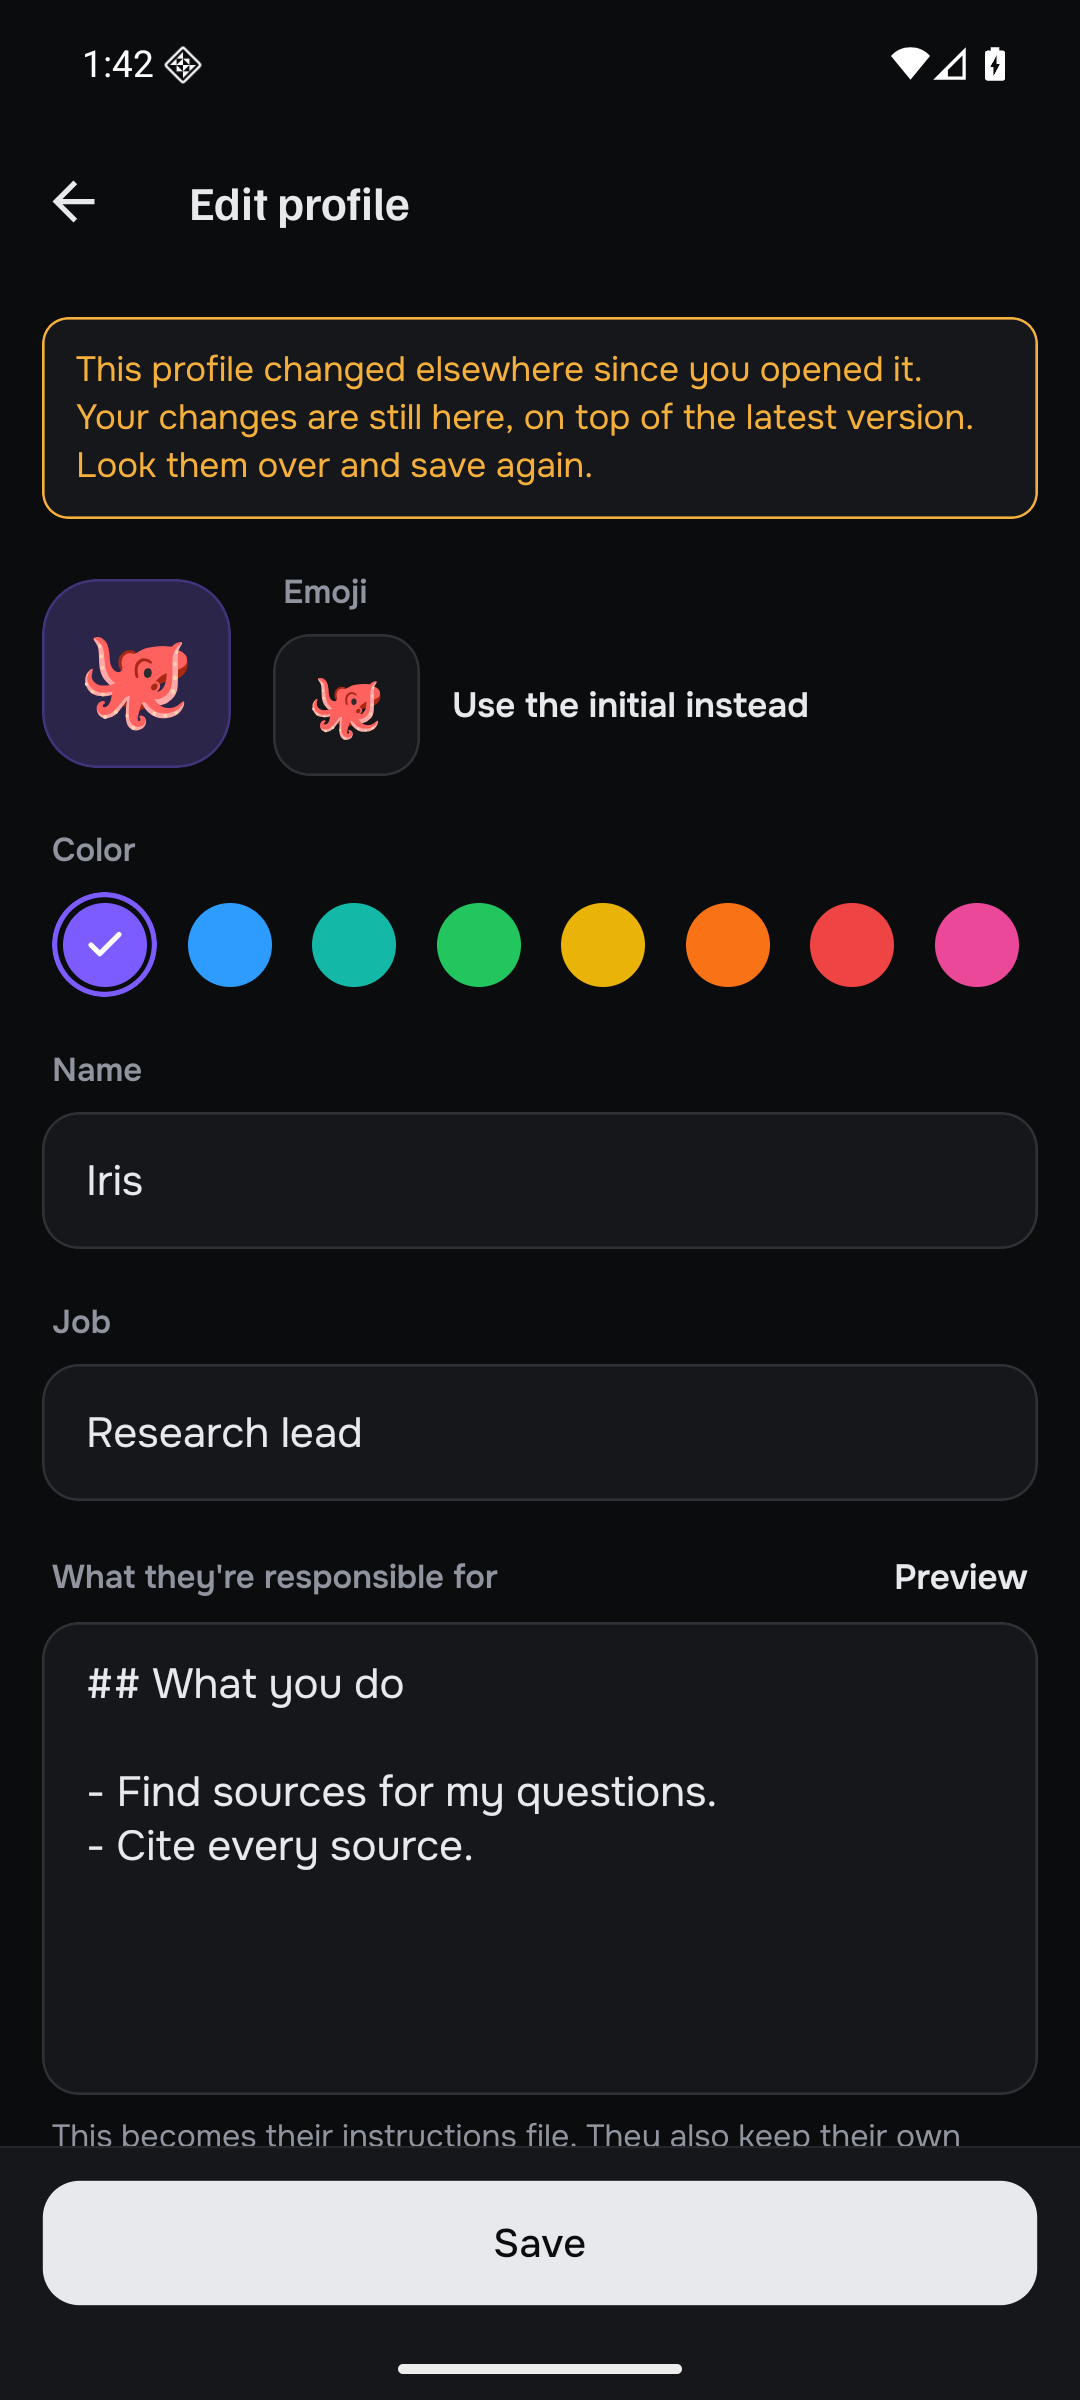 1:42
Edit profile
This profile changed elsewhere since you opened it.
Your changes are still here, on top of the latest version.
Look them over and save again.
Emoji
Use the initial instead
Color
Name
Iris
Job
Research lead
What they're responsible for
Preview
## What you do
- Find sources for my questions.
- Cite every source.
This becomes their instructions file. They also keep their own
Save